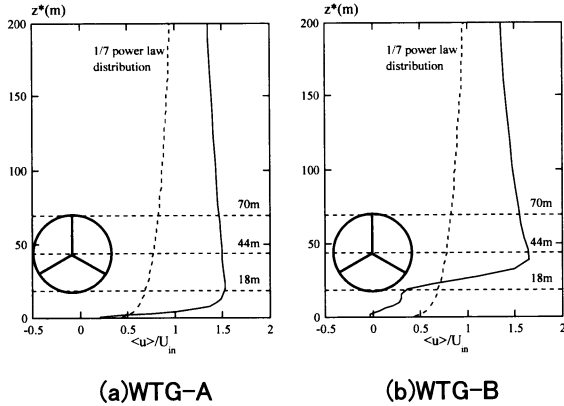 z*(m)
200
1/7 power law
distribution
150
100
70m
50
44m
18m
0
-0.5 0 0.5 1 1.5 2
<u>/U_in
(a)WTG-A
z*(m)
200
1/7 power law
distribution
150
100
70m
50
44m
18m
0
-0.5 0 0.5 1 1.5 2
<u>/U_in
(b)WTG-B